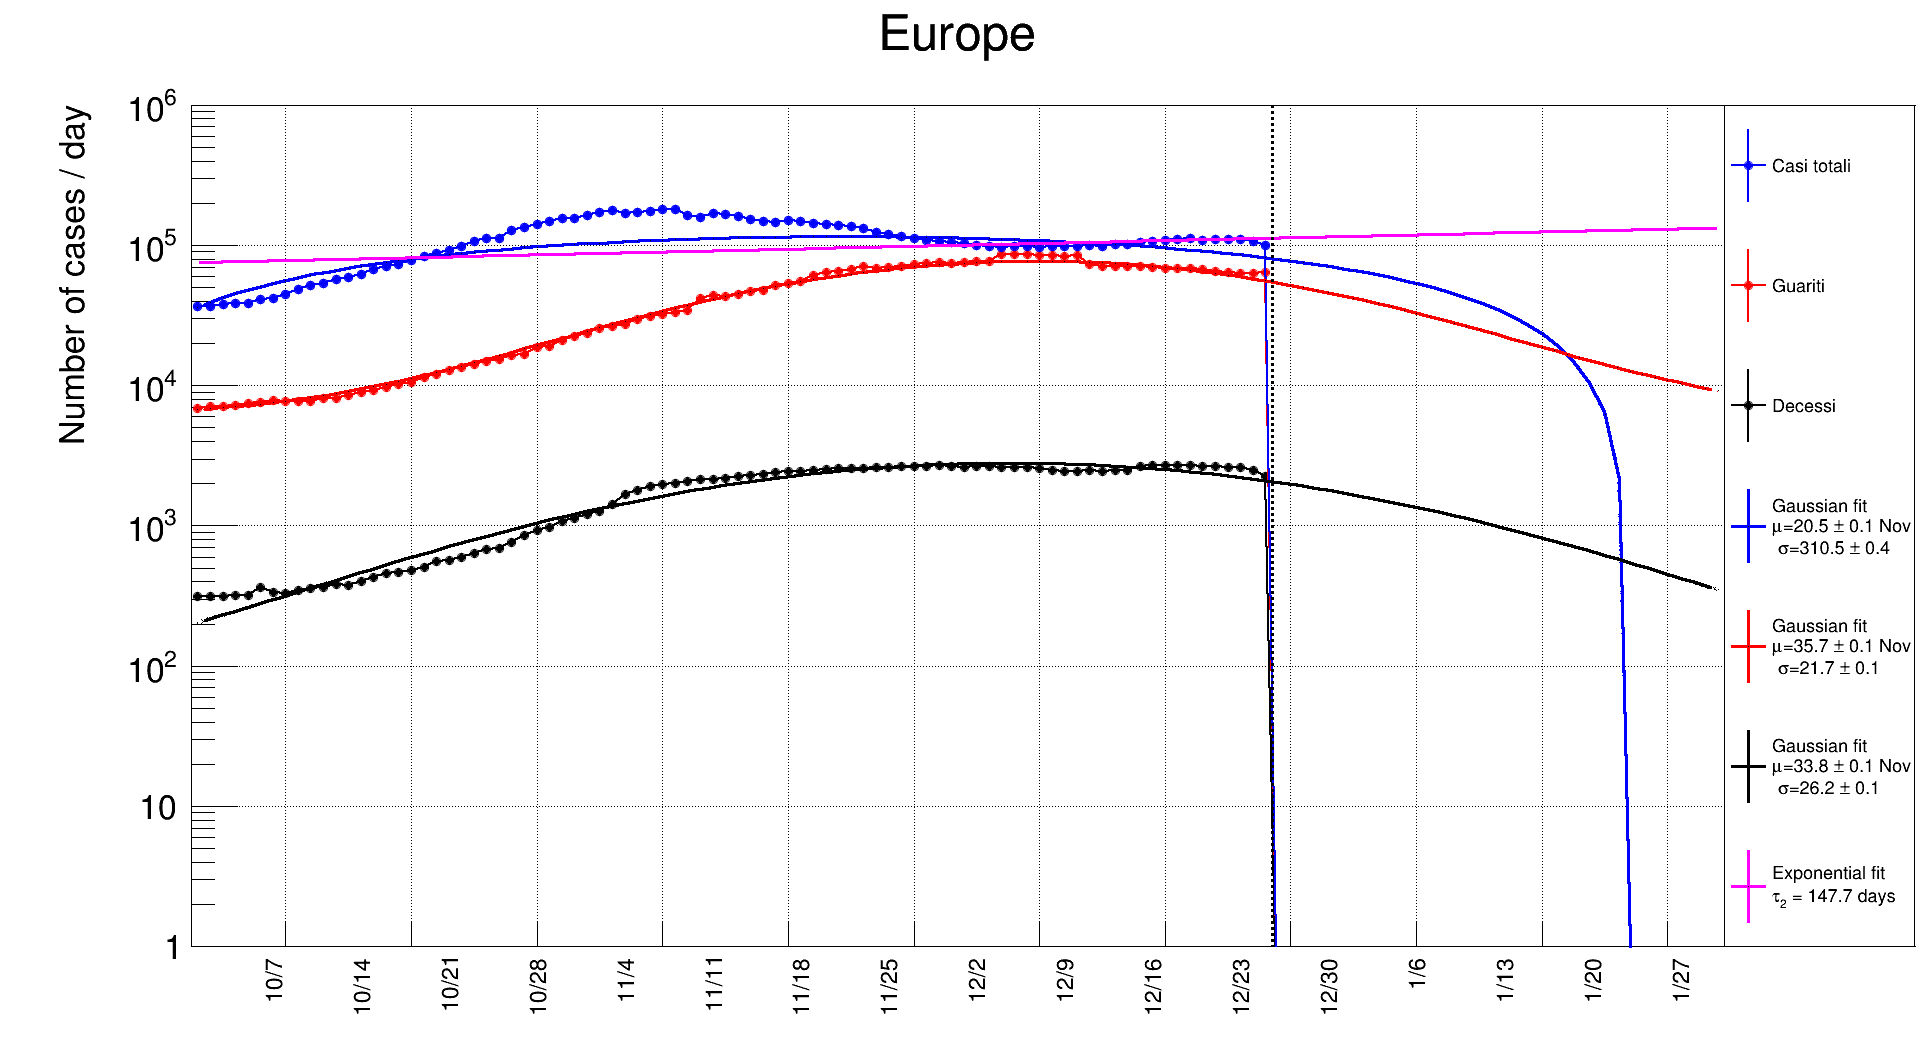 Europe
Number of cases / day
10^6
10^5
10^4
10^3
10^2
10
1
10/7
10/14
10/21
10/28
11/4
11/11
11/18
11/25
12/2
12/9
12/16
12/23
12/30
1/6
1/13
1/20
1/27
Casi totali
Guariti
Decessi
Gaussian fit
μ=20.5 ± 0.1 Nov
σ=310.5 ± 0.4
Gaussian fit
μ=35.7 ± 0.1 Nov
σ=21.7 ± 0.1
Gaussian fit
μ=33.8 ± 0.1 Nov
σ=26.2 ± 0.1
Exponential fit
τ₂ = 147.7 days